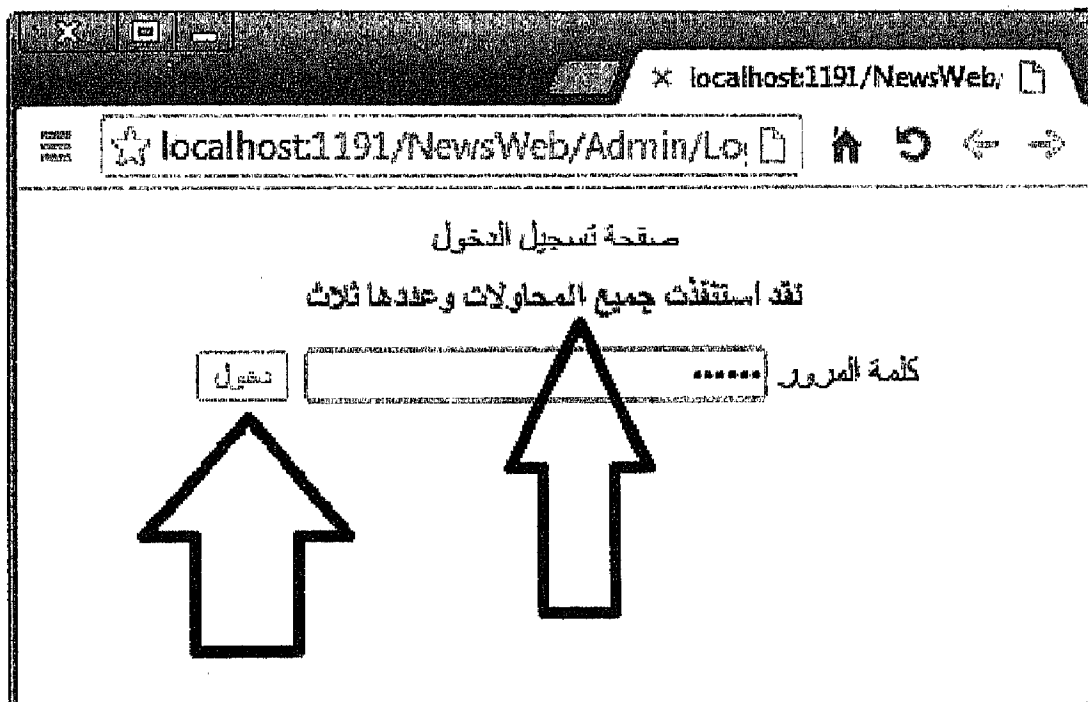 localhost:1191/NewsWeb/
localhost:1191/NewsWeb/Admin/Log
صفحة تسجيل الدخول
لقد استنفذت جميع المحاولات وعددها ثلاث
كلمة المرور
دخول